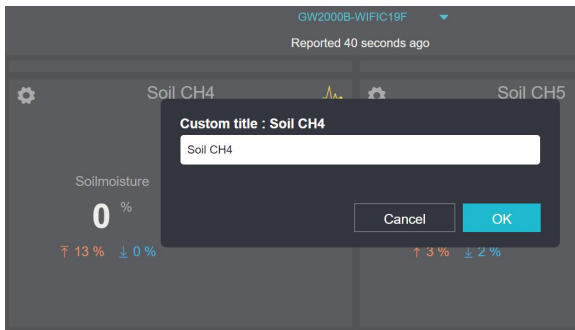 GW2000B-WIFIC19F
Reported 40 seconds ago
Soil CH4
Soil CH5
Custom title : Soil CH4
Soil CH4
Soilmoisture
0 %
Cancel
OK
13 % 0 %
3 % 2 %